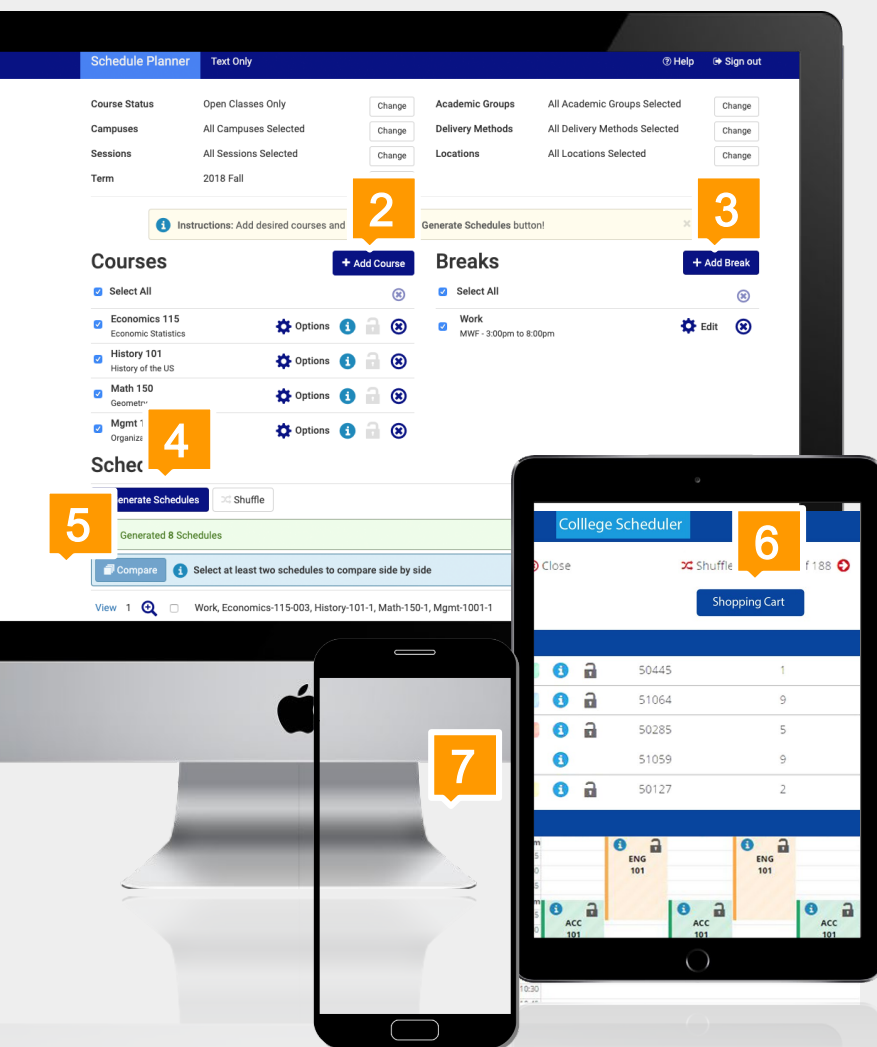 Schedule Planner Text Only Help Sign out
Course Status Open Classes Only Change Academic Groups All Academic Groups Selected Change
Campuses All Campuses Selected Change Delivery Methods All Delivery Methods Selected Change
Sessions All Sessions Selected Change Locations All Locations Selected Change
Term 2018 Fall
2
3
Instructions: Add desired courses and Generate Schedules button!
Courses + Add Course
Breaks + Add Break
Select All
Select All
Economics 115
Economic Statistics
Options
Work
MWF - 3:00pm to 8:00pm
Edit
History 101
History of the US
Options
Math 150
Geometry
Options
Mgmt
Options
4
Generate Schedules Shuffle
5
Generated 8 Schedules
Compare Select at least two schedules to compare side by side
View 1 Work, Economics-115-003, History-101-1, Math-150-1, Mgmt-1001-1
Colllege Scheduler
6
Close Shuffle 188
Shopping Cart
50445 1
51064 9
50285 5
51059 9
50127 2
ENG
101
ENG
101
ACC
101
ACC
101
ACC
101
10:30
7